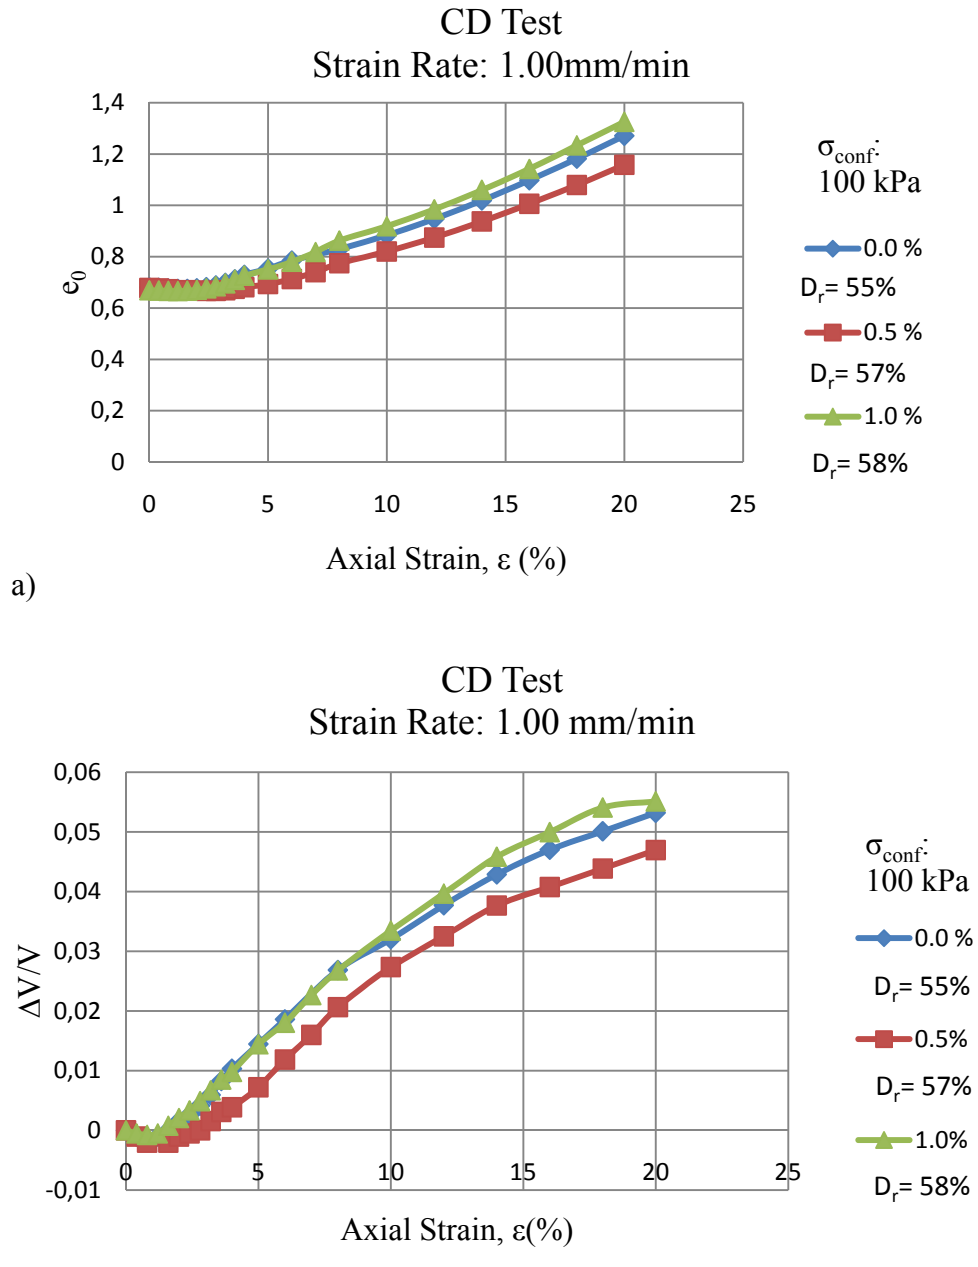 CD Test
Strain Rate: 1.00mm/min
1,4
1,2
1
0,8
0,6
0,4
0,2
0
e0
0 5 10 15 20 25
Axial Strain, ε (%)
σconf:
100 kPa
0.0 %
Dr= 55%
0.5 %
Dr= 57%
1.0 %
Dr= 58%
a)
CD Test
Strain Rate: 1.00 mm/min
0,06
0,05
0,04
0,03
0,02
0,01
0
-0,01
ΔV/V
0 5 10 15 20 25
Axial Strain, ε(%)
σconf:
100 kPa
0.0 %
Dr= 55%
0.5%
Dr= 57%
1.0%
Dr= 58%